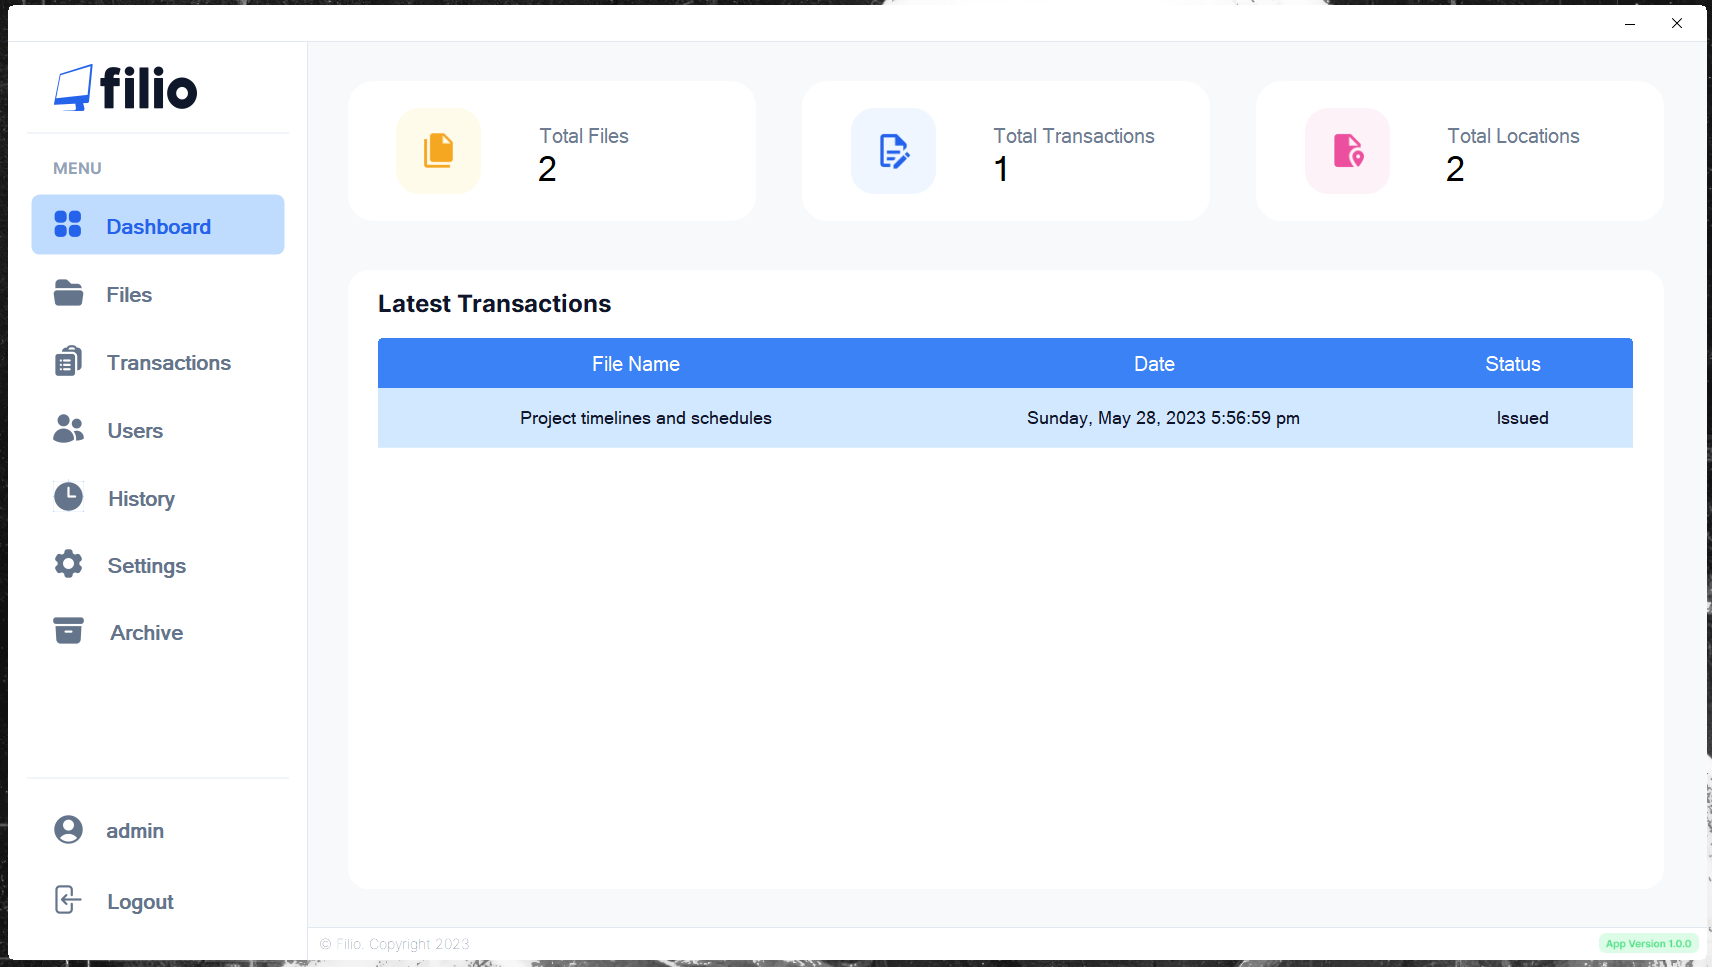 filio
MENU
Dashboard
Files
Transactions
Users
History
Settings
Archive
admin
Logout
Total Files
2
Total Transactions
1
Total Locations
2
Latest Transactions
File Name Date Status
Project timelines and schedules Sunday, May 28, 2023 5:56:59 pm Issued
© Filio. Copyright 2023
App Version 1.0.0